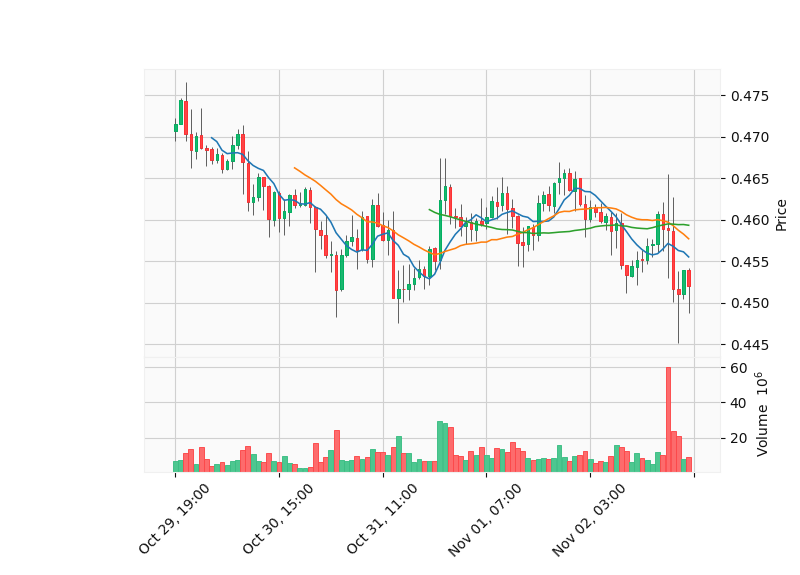 0.475
0.470
0.465
0.460
0.455
0.450
0.445
Price
60
40
20
Volume 10^6
Oct 29, 19:00
Oct 30, 15:00
Oct 31, 11:00
Nov 01, 07:00
Nov 02, 03:00